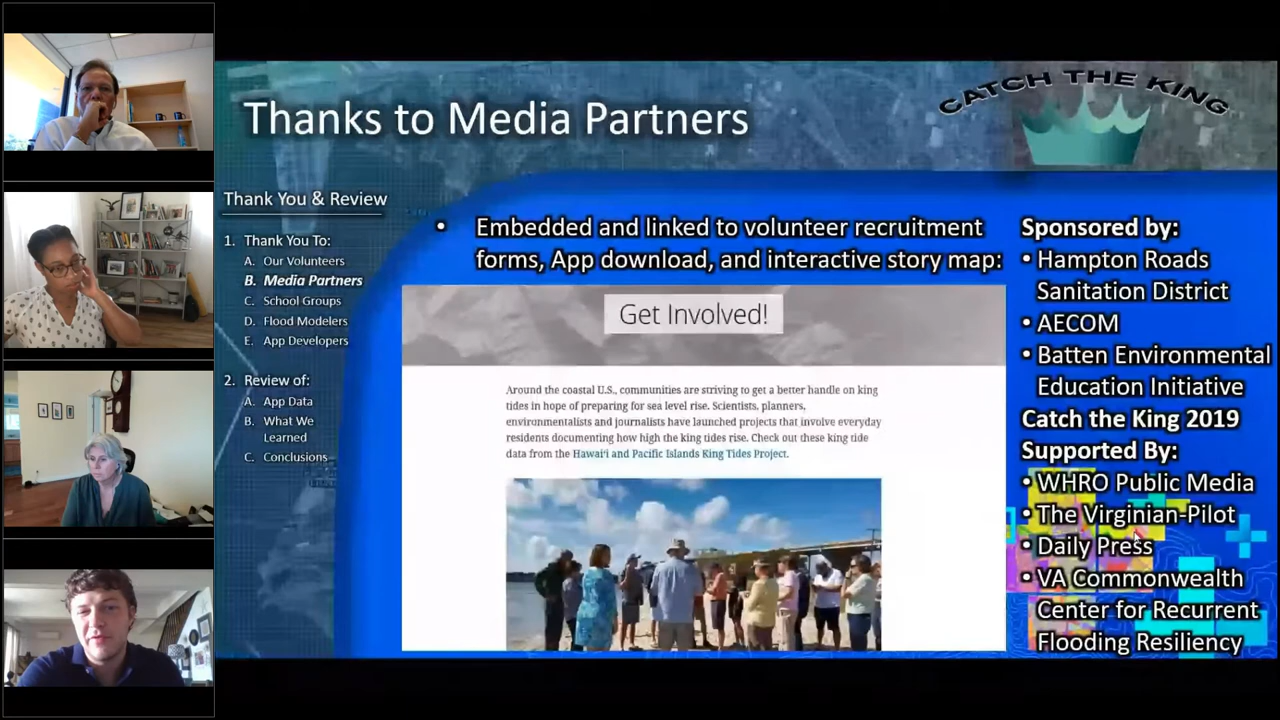 CATCH THE KING
Thanks to Media Partners
Thank You & Review
1. Thank You To:
A. Our Volunteers
B. Media Partners
C. School Groups
D. Flood Modelers
E. App Developers
2. Review of:
A. App Data
B. What We
Learned
C. Conclusions
• Embedded and linked to volunteer recruitment
forms, App download, and interactive story map:
Get Involved!
Around the coastal U.S., communities are striving to get a better handle on king
tides in hope of preparing for sea level rise. Scientists, planners,
environmentalists and journalists have launched projects that involve everyday
residents documenting how high the king tides rise. Check out these king tide
data from the Hawai'i and Pacific Islands King Tides Project.
Sponsored by:
• Hampton Roads
Sanitation District
• AECOM
• Batten Environmental
Education Initiative
Catch the King 2019
Supported By:
• WHRO Public Media
• The Virginian-Pilot
• Daily Press
• VA Commonwealth
Center for Recurrent
Flooding Resiliency